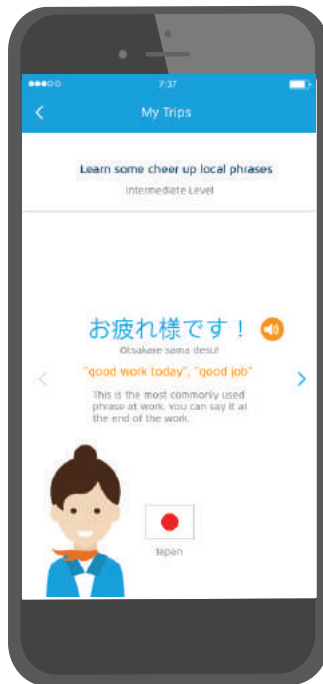 7:37
My Trips
Learn some cheer up local phrases
Intermediate Level
お疲れ様です！
Otsukare sama desu!
"good work today", "good job"
This is the most commonly used
phrase at work. You can say it at
the end of the work.
Japan